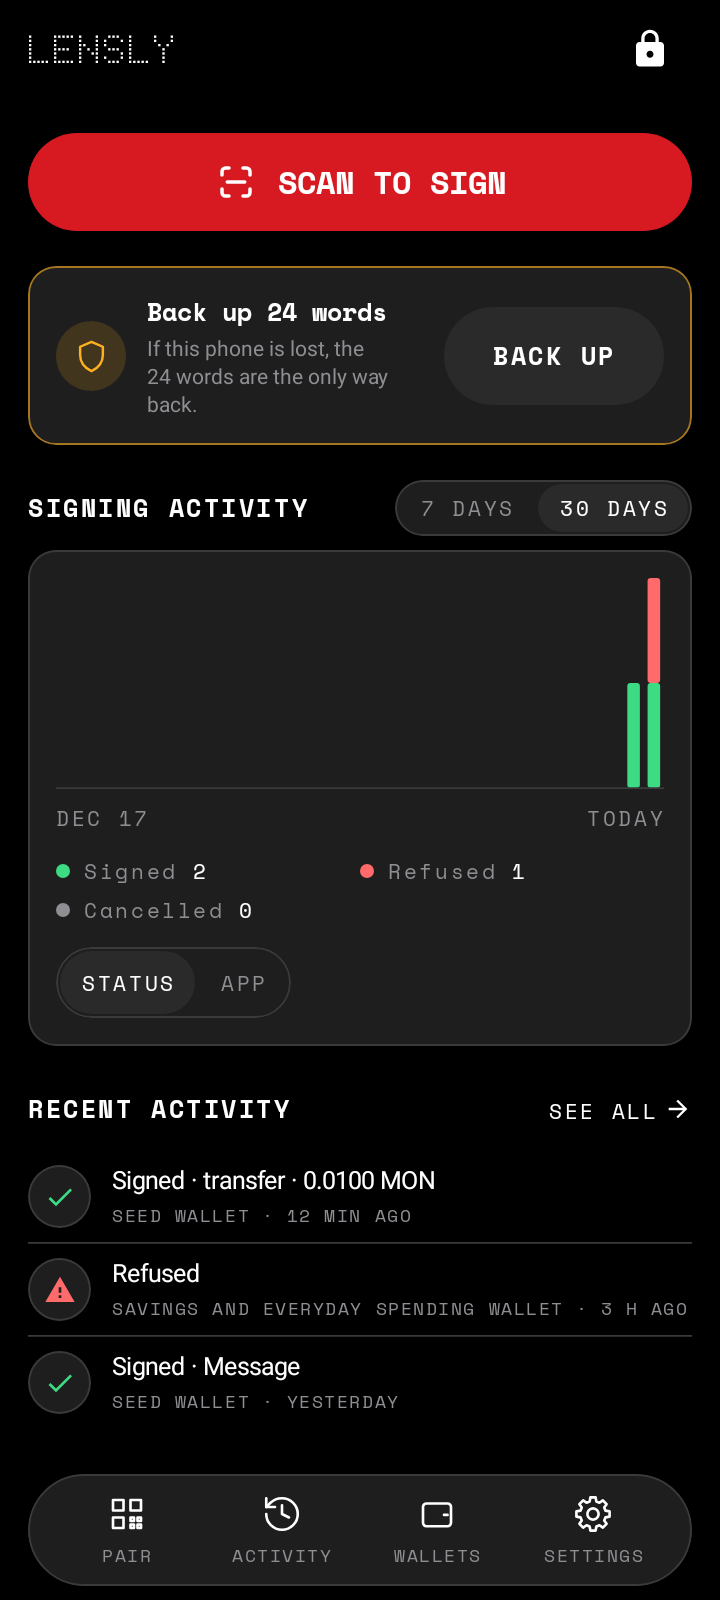 LENSLY
SCAN TO SIGN
Back up 24 words
If this phone is lost, the
24 words are the only way
back.
BACK UP
SIGNING ACTIVITY
7 DAYS
30 DAYS
DEC 17
TODAY
Signed 2
Refused 1
Cancelled 0
STATUS
APP
RECENT ACTIVITY
SEE ALL
Signed · transfer · 0.0100 MON
SEED WALLET · 12 MIN AGO
Refused
SAVINGS AND EVERYDAY SPENDING WALLET · 3 H AGO
Signed · Message
SEED WALLET · YESTERDAY
PAIR
ACTIVITY
WALLETS
SETTINGS